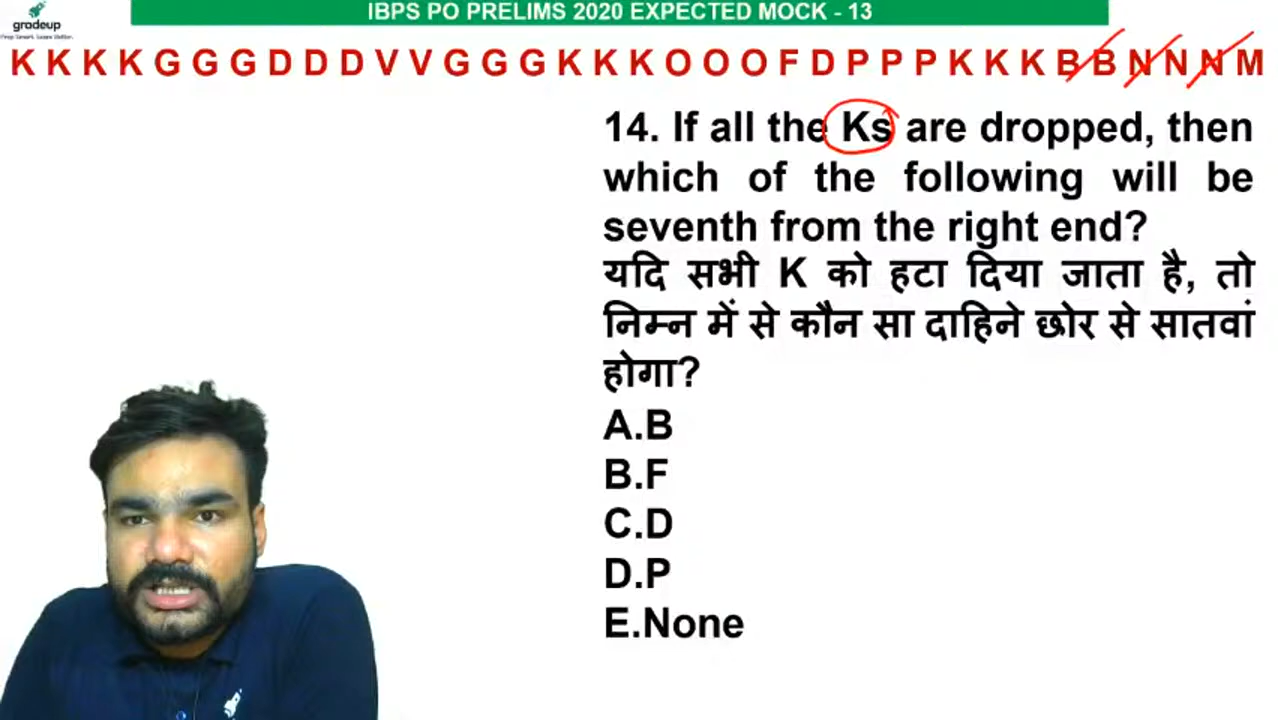 IBPS PO PRELIMS 2020 EXPECTED MOCK - 13
gradeup
K K K K G G G D D D V V G G G K K K O O O F D P P P K K K B B N N N M
14. If all the Ks are dropped, then
which of the following will be
seventh from the right end?
यदि सभी K को हटा दिया जाता है, तो
निम्न में से कौन सा दाहिने छोर से सातवां
होगा?
A.B
B.F
C.D
D.P
E.None